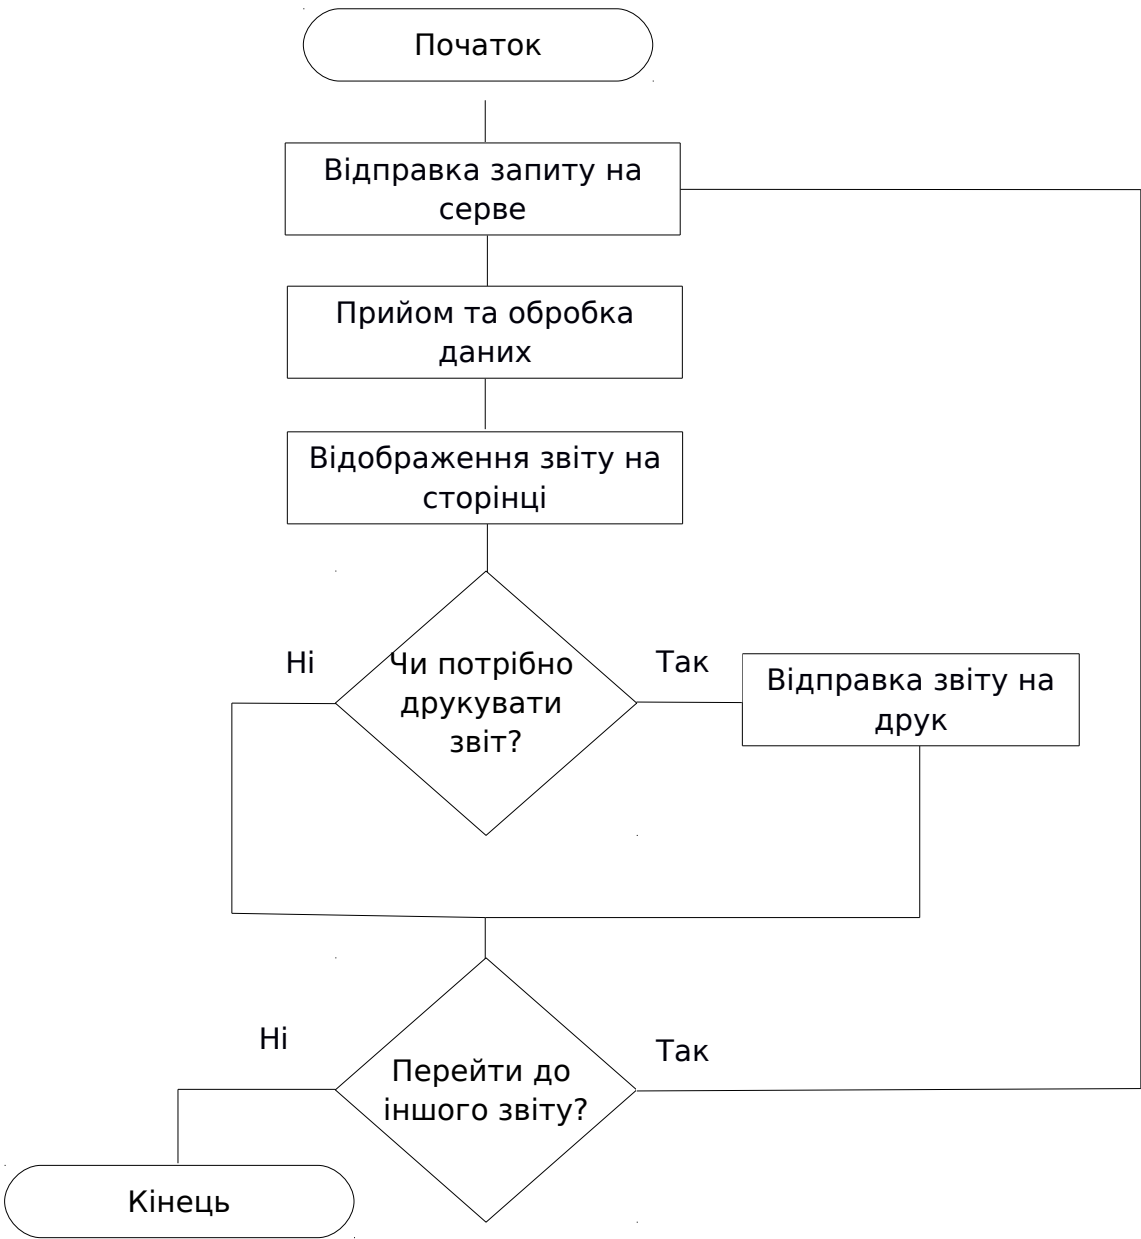 Початок
Відправка запиту на
серве
Прийом та обробка
даних
Відображення звіту на
сторінці
Ні
Чи потрібно
друкувати
звіт?
Так
Відправка звіту на
друк
Ні
Перейти до
іншого звіту?
Так
Кінець